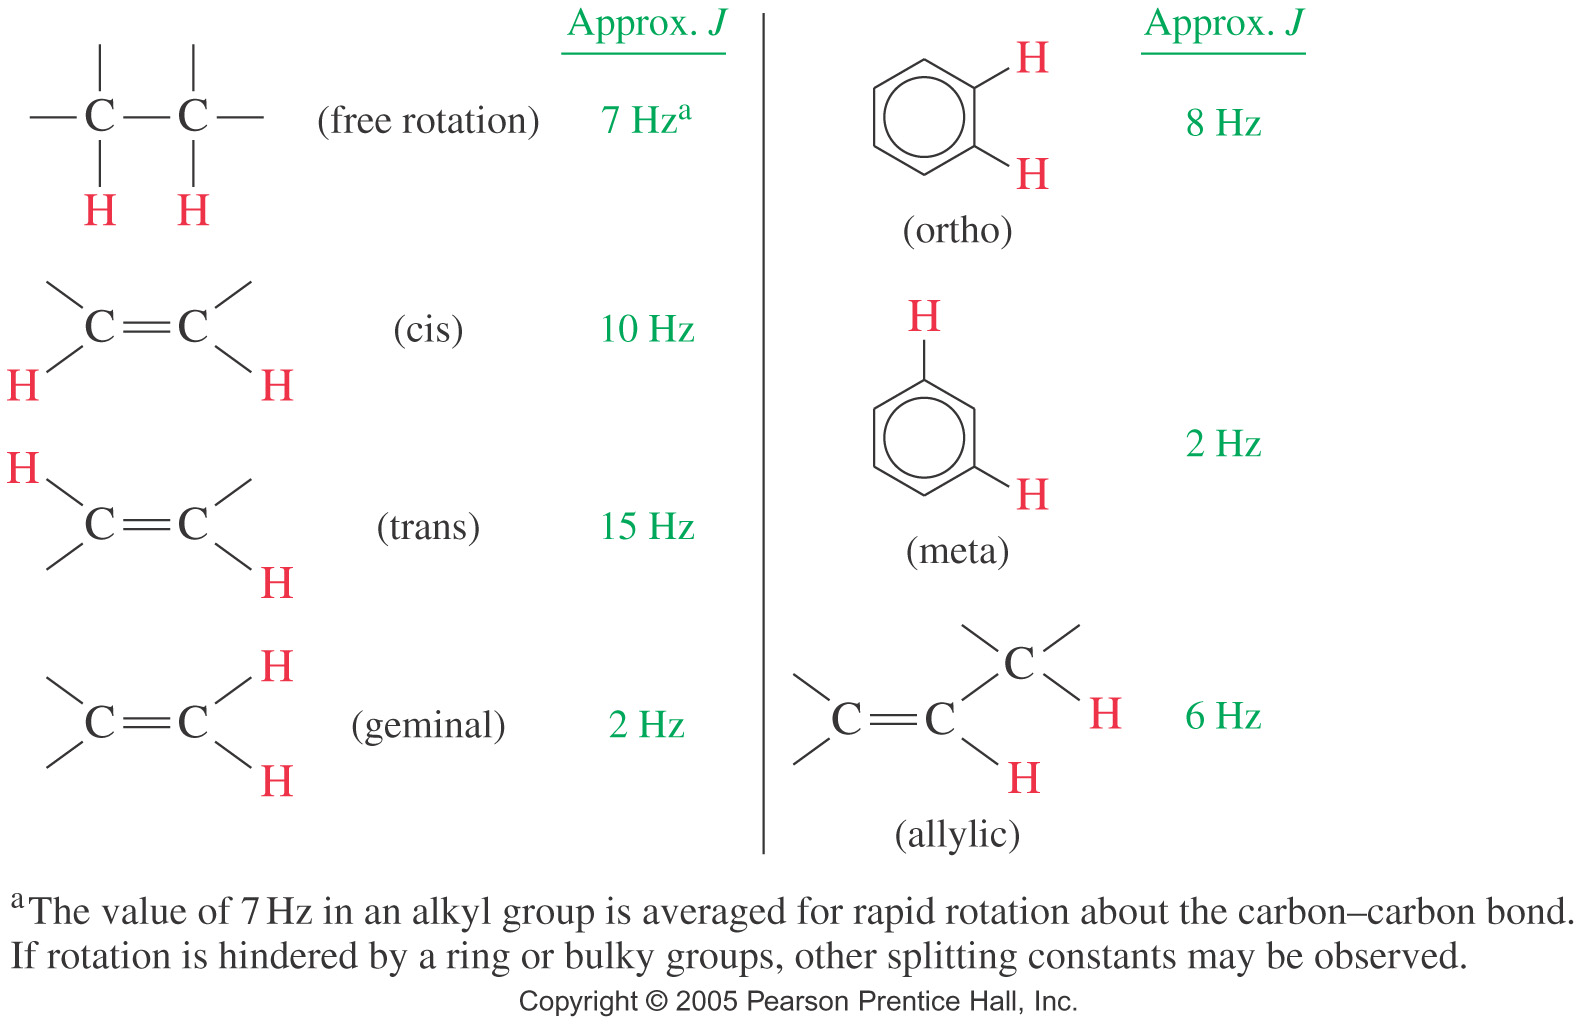 Approx. J
C C (free rotation) 7 Hzᵃ
H H
C C (cis) 10 Hz
H H
H
C C (trans) 15 Hz
H
H
C C (geminal) 2 Hz
H
Approx. J
H
8 Hz
H
(ortho)
H
2 Hz
H
(meta)
C
C C H 6 Hz
H
(allylic)
ᵃThe value of 7 Hz in an alkyl group is averaged for rapid rotation about the carbon–carbon bond.
If rotation is hindered by a ring or bulky groups, other splitting constants may be observed.
Copyright © 2005 Pearson Prentice Hall, Inc.